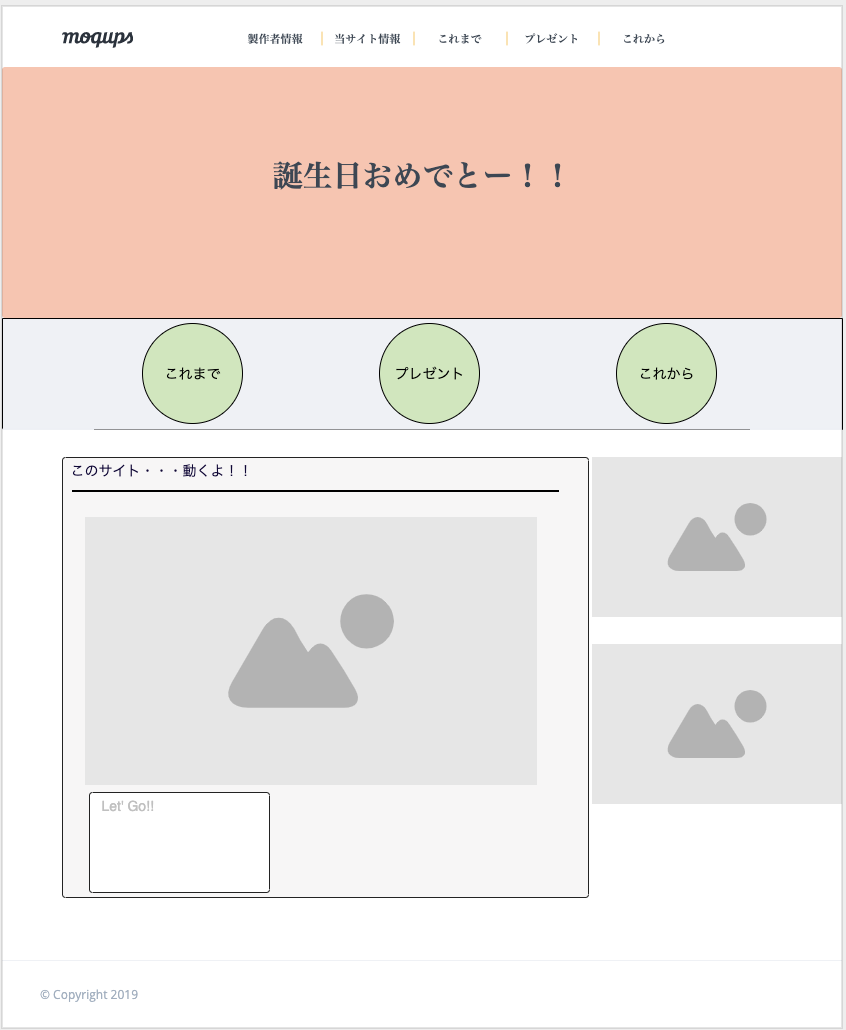 moqups
製作者情報
当サイト情報
これまで
プレゼント
これから
誕生日おめでとー！！
これまで
プレゼント
これから
このサイト・・・動くよ！！
Let' Go!!
© Copyright 2019